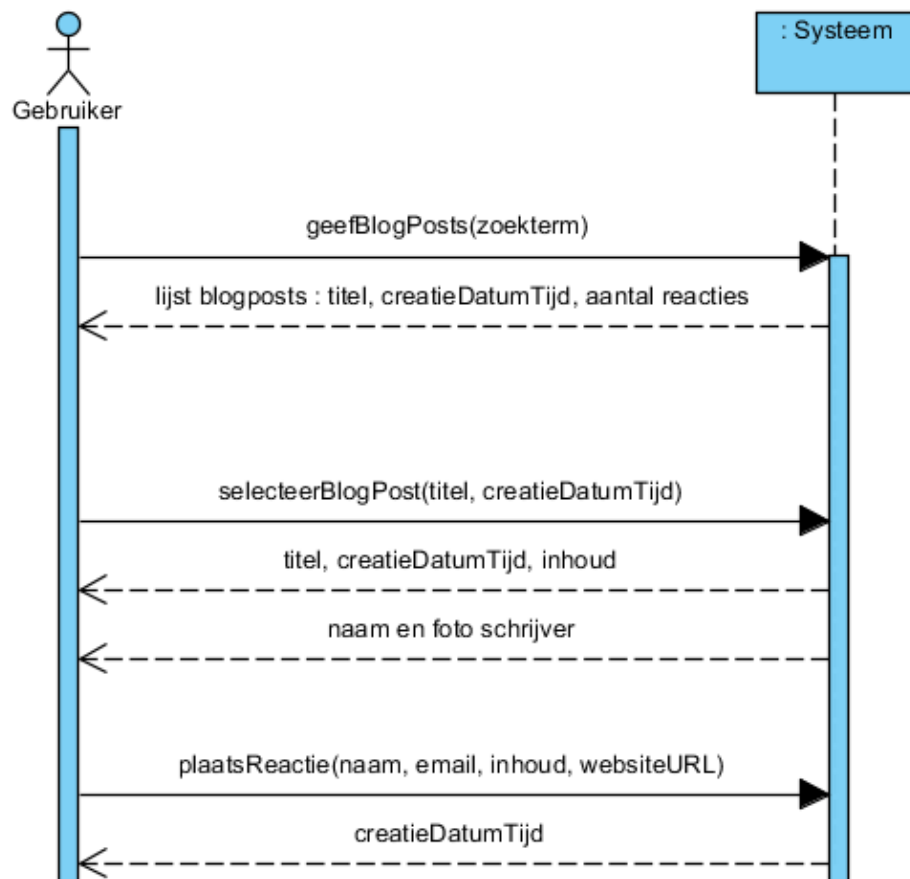 : Systeem
Gebruiker
geefBlogPosts(zoekterm)
lijst blogposts : titel, creatieDatumTijd, aantal reacties
selecteerBlogPost(titel, creatieDatumTijd)
titel, creatieDatumTijd, inhoud
naam en foto schrijver
plaatsReactie(naam, email, inhoud, websiteURL)
creatieDatumTijd